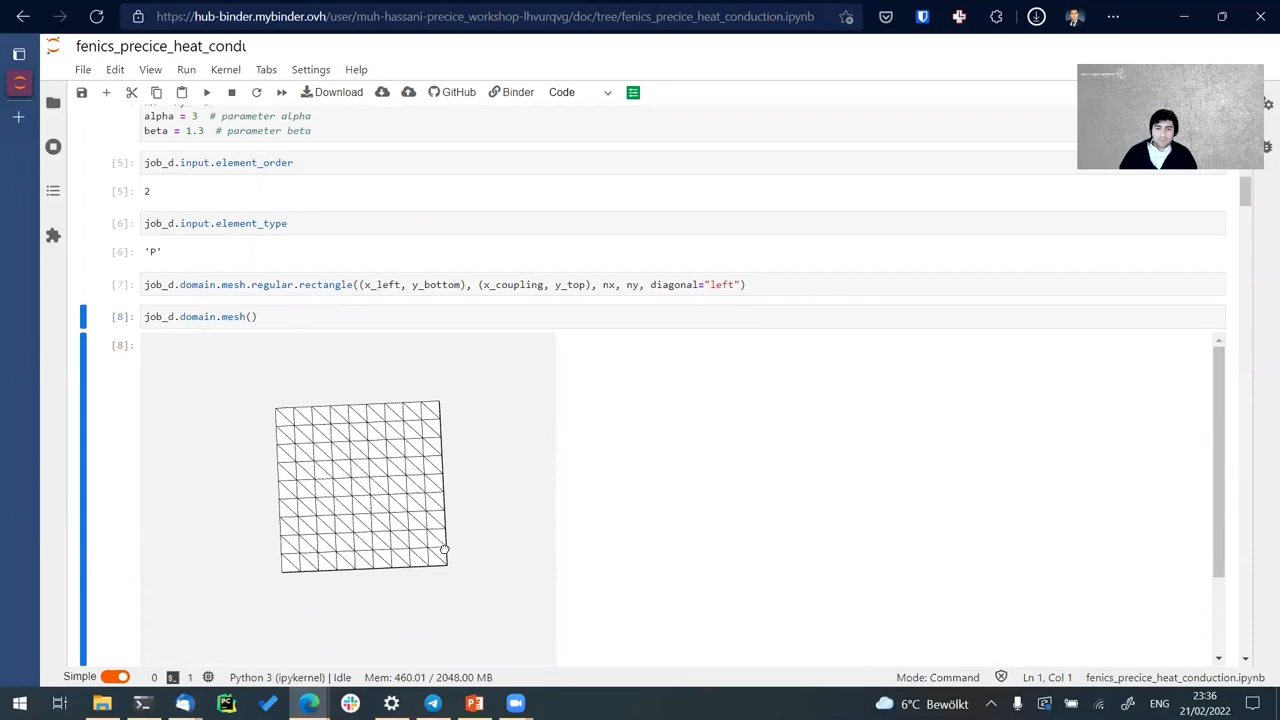 https://hub-binder.mybinder.ovh/user/muh-hassani-precice_workshop-lhvurqvg/doc/tree/fenics_precice_heat_conduction.ipynb
fenics_precice_heat_condu
File Edit View Run Kernel Tabs Settings Help
Download GitHub Binder Code
alpha = 3 # parameter alpha
beta = 1.3 # parameter beta
[5]: job_d.input.element_order
[5]: 2
[6]: job_d.input.element_type
[6]: 'P'
[7]: job_d.domain.mesh.regular.rectangle((x_left, y_bottom), (x_coupling, y_top), nx, ny, diagonal="left")
[8]: job_d.domain.mesh()
[8]:
Simple 0 1 Python 3 (ipykernel) | Idle Mem: 460.01 / 2048.00 MB Mode: Command Ln 1, Col 1 fenics_precice_heat_conduction.ipynb
6°C Bewölkt ENG 23:36
21/02/2022